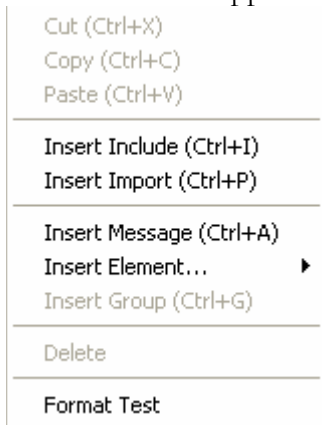 Cut (Ctrl+X)
Copy (Ctrl+C)
Paste (Ctrl+V)
Insert Include (Ctrl+I)
Insert Import (Ctrl+P)
Insert Message (Ctrl+A)
Insert Element...
Insert Group (Ctrl+G)
Delete
Format Test